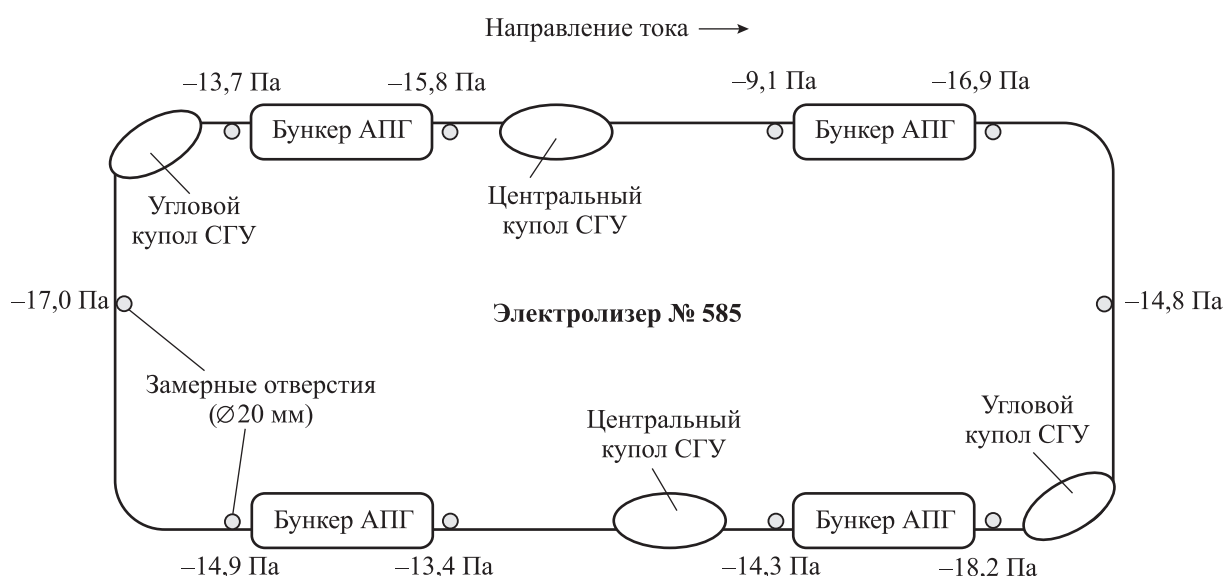 Направление тока
–13,7 Па
–15,8 Па
–9,1 Па
–16,9 Па
Бункер АПГ
Бункер АПГ
Угловой
купол СГУ
Центральный
купол СГУ
–17,0 Па
Электролизер № 585
–14,8 Па
Замерные отверстия
(∅20 мм)
Центральный
купол СГУ
Угловой
купол СГУ
Бункер АПГ
Бункер АПГ
–14,9 Па
–13,4 Па
–14,3 Па
–18,2 Па